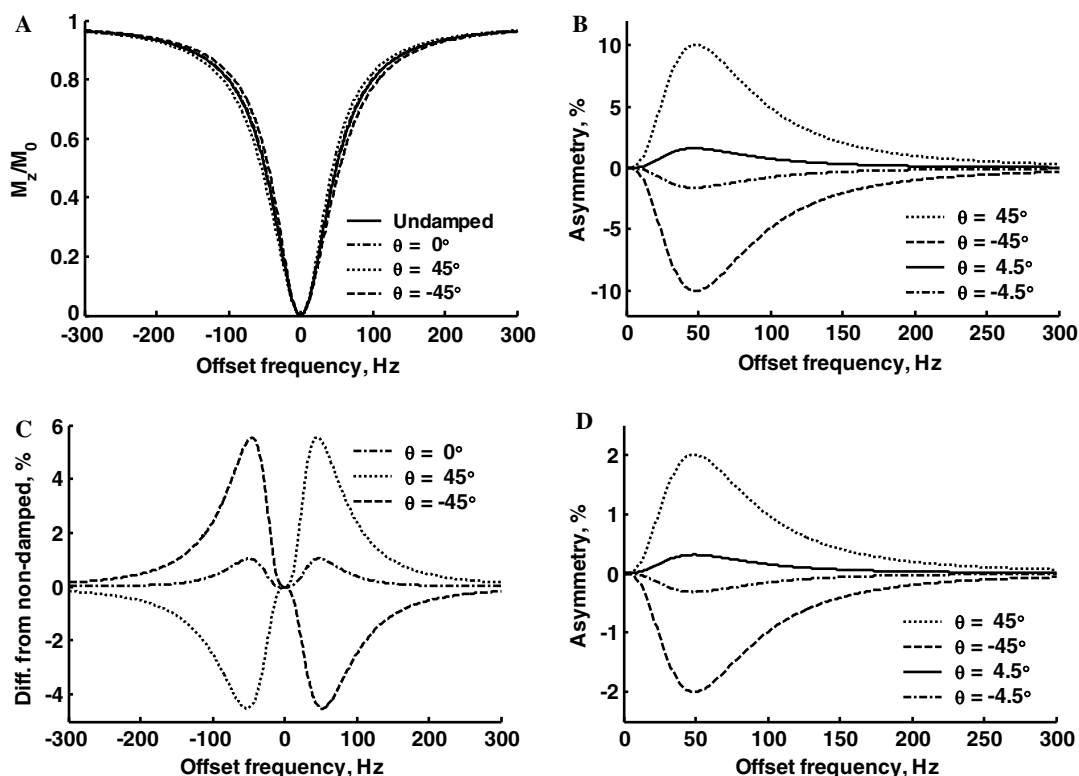 A
1
0.8
0.6
0.4
0.2
0
M_z/M_0
-300 -200 -100 0 100 200 300
Offset frequency, Hz
Undamped
θ = 0°
θ = 45°
θ = -45°
B
10
5
0
-5
-10
Asymmetry, %
0 50 100 150 200 250 300
Offset frequency, Hz
θ = 45°
θ = -45°
θ = 4.5°
θ = -4.5°
C
6
4
2
0
-2
-4
Diff. from non-damped, %
-300 -200 -100 0 100 200 300
Offset frequency, Hz
θ = 0°
θ = 45°
θ = -45°
D
2
1
0
-1
-2
Asymmetry, %
0 50 100 150 200 250 300
Offset frequency, Hz
θ = 45°
θ = -45°
θ = 4.5°
θ = -4.5°